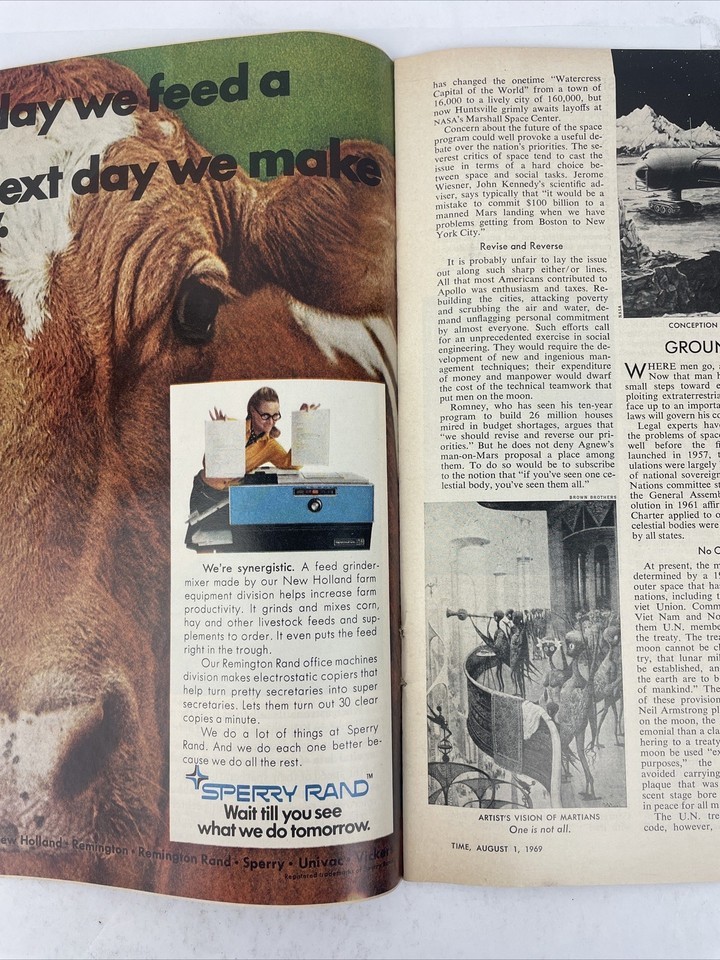 day we feed a
ext day we make
We're synergistic. A feed grinder-
mixer made by our New Holland farm
equipment division helps increase farm
productivity. It grinds and mixes corn,
hay and other livestock feeds and sup-
plements to order. It even puts the feed
right in the trough.
Our Remington Rand office machines
division makes electrostatic copiers that
help turn pretty secretaries into super
secretaries. Lets them turn out 30 clear
copies a minute.
We do a lot of things at Sperry
Rand. And we do each one better be-
cause we do all the rest.
SPERRY RAND™
Wait till you see
what we do tomorrow.
ew Holland • Remington • Remington Rand • Sperry • Univac • Vickers
Registered trademarks of Sperry Rand
has changed the onetime "Watercress
Capital of the World" from a town of
16,000 to a lively city of 160,000, but
now Huntsville grimly awaits layoffs at
NASA's Marshall Space Center.
Concern about the future of the space
program could well provoke a useful de-
bate over the nation's priorities. The se-
verest critics of space tend to cast the
issue in terms of a hard choice be-
tween space and social tasks. Jerome
Wiesner, John Kennedy's scientific ad-
viser, says typically that "it would be a
mistake to commit $100 billion to a
manned Mars landing when we have
problems getting from Boston to New
York City."
Revise and Reverse
It is probably unfair to lay the issue
out along such sharp either/or lines.
All that most Americans contributed to
Apollo was enthusiasm and taxes. Re-
building the cities, attacking poverty
and scrubbing the air and water, de-
mand unflagging personal commitment
by almost everyone. Such efforts call
for an unprecedented exercise in social
engineering. They would require the de-
velopment of new and ingenious man-
agement techniques; their expenditure
of money and manpower would dwarf
the cost of the technical teamwork that
put men on the moon.
Romney, who has seen his ten-year
program to build 26 million homes
mired in budget shortages, argues that
"we should revise and reverse our pri-
orities." But he does not deny Agnew's
man-on-Mars proposal a place among
them. To do so would be to subscribe
to the notion that "if you've seen one ce-
lestial body, you've seen them all."
BROWN BROTHERS
ARTIST'S VISION OF MARTIANS
One is not all.
TIME, AUGUST 1, 1969
NASA
CONCEPTION
GROUN
WHERE men go,
Now that man h
small steps toward e
ploiting extraterrestria
face up to an importa
laws will govern his co
Legal experts have
the problems of space
well before the fi
launched in 1957, t
ulations were largely
of national sovereign
Nations committee st
the General Assemb
olution in 1961 affir
Charter applied to o
celestial bodies were
by all states.
No C
At present, the m
determined by a 19
outer space that ha
nations, including t
viet Union. Comm
Viet Nam and No
them U.N. membe
the treaty. The trea
moon cannot be cl
try, that lunar mil
be established, an
the earth are to b
of mankind." The
of these provision
Neil Armstrong pl
on the moon, the
emonial than a cla
hering to a treaty
moon be used "ex
purposes," the
avoided carrying
plaque that was
scent stage bore
in peace for all m
The U.N. tre
code, however,